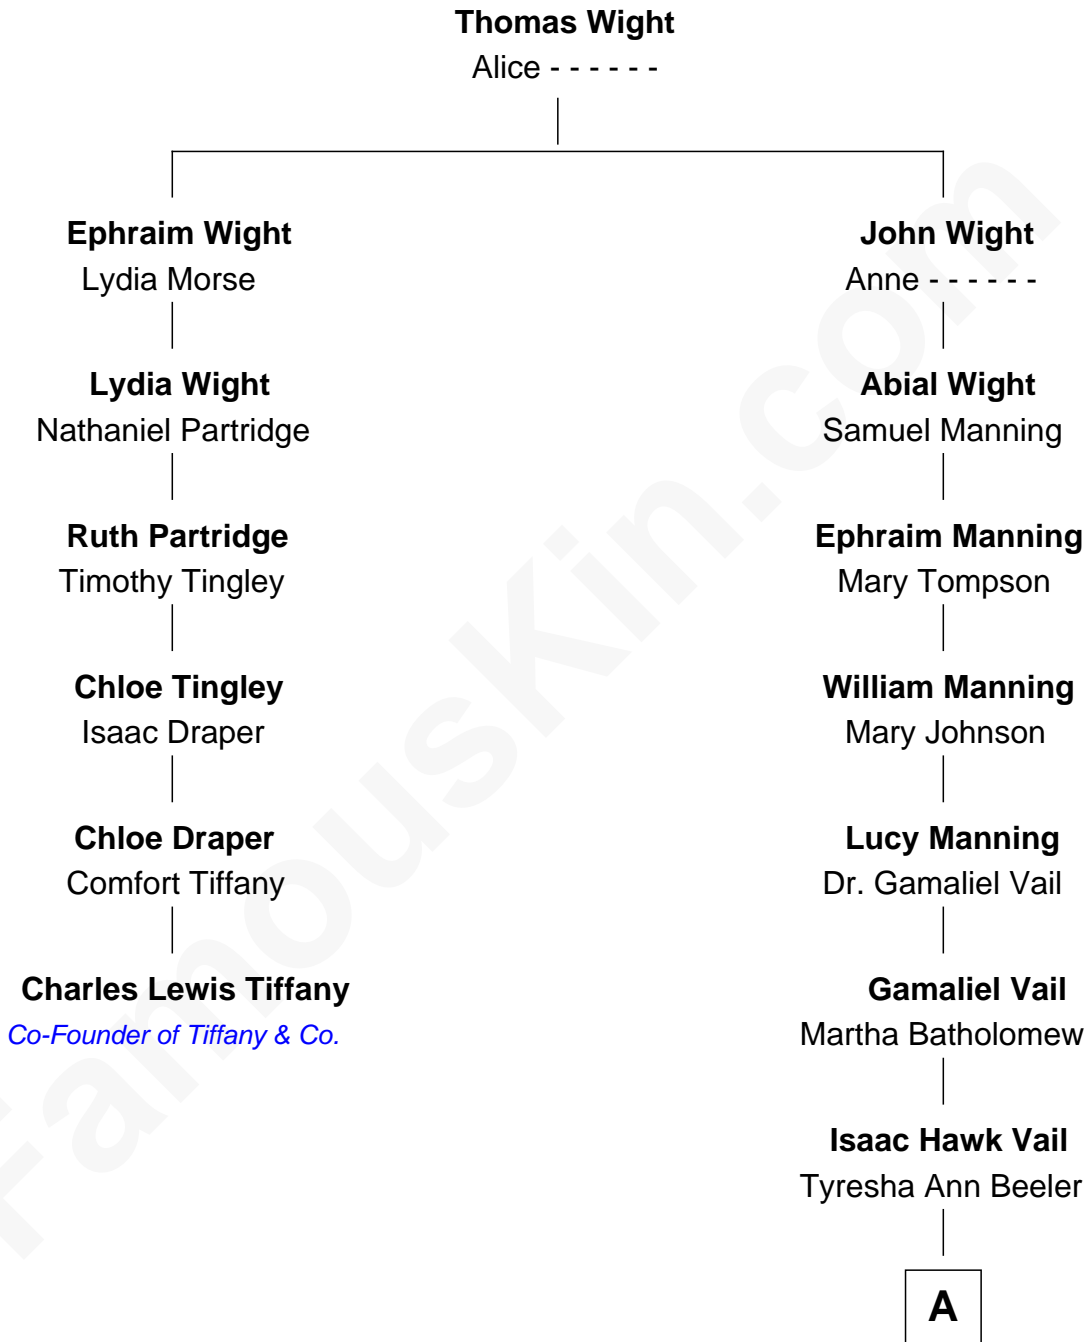 Thomas Wight
Alice - - - - - -
Ephraim Wight
Lydia Morse
John Wight
Anne - - - - - -
Lydia Wight
Nathaniel Partridge
Abial Wight
Samuel Manning
Ruth Partridge
Timothy Tingley
Ephraim Manning
Mary Tompson
Chloe Tingley
Isaac Draper
William Manning
Mary Johnson
Chloe Draper
Comfort Tiffany
Lucy Manning
Dr. Gamaliel Vail
Charles Lewis Tiffany
Co-Founder of Tiffany & Co.
Gamaliel Vail
Martha Batholomew
Isaac Hawk Vail
Tyresha Ann Beeler
A
FamousKin.com